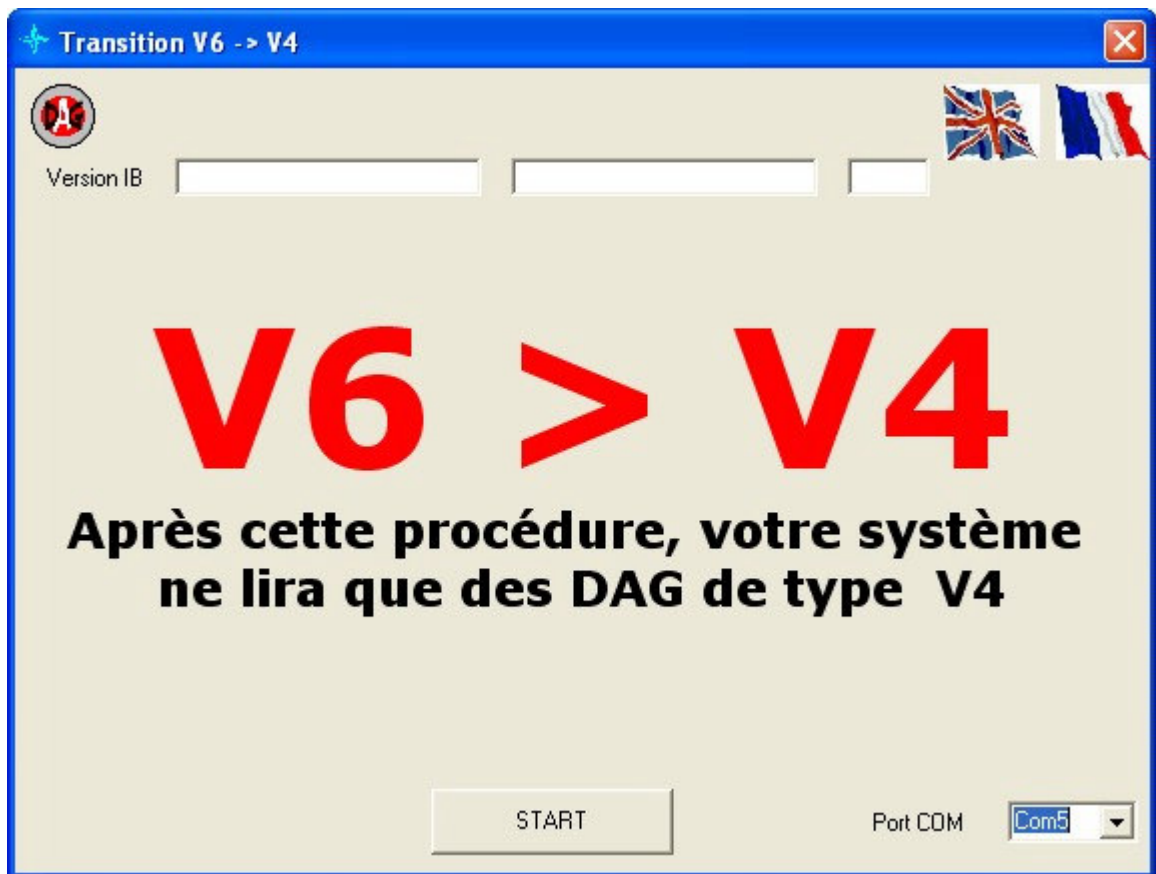 Transition V6 -> V4
DAG
Version IB
V6 > V4
Après cette procédure, votre système
ne lira que des DAG de type V4
START
Port COM Com5